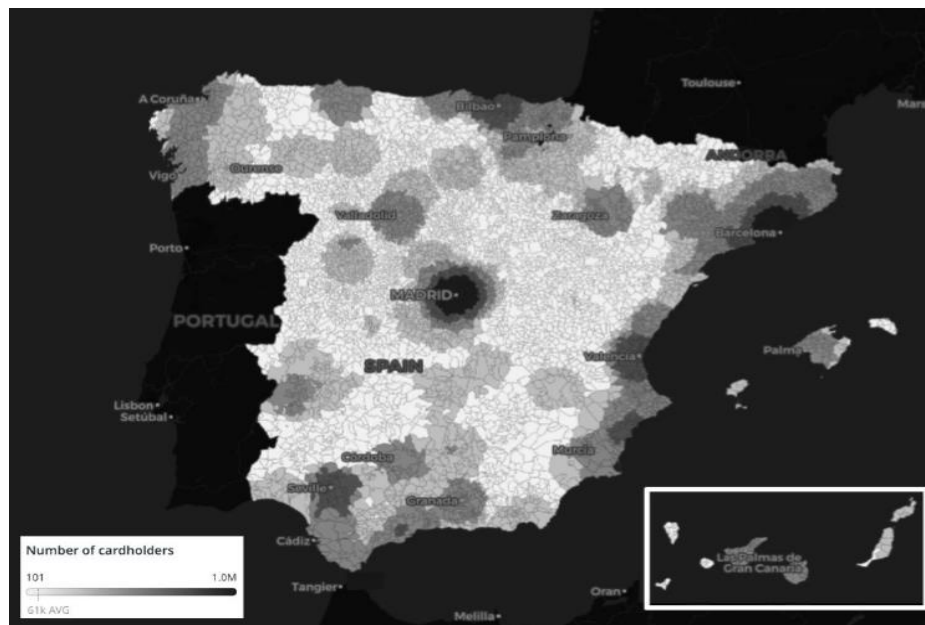 Toulouse
A Coruña
Bilbao
Mars
Pamplona
ANDORRA
Ourense
Vigo
Valladolid
Zaragoza
Barcelona
Porto
MADRID
PORTUGAL
Valencia
Palma
SPAIN
Lisbon
Setúbal
Murcia
Córdoba
Seville
Granada
Cádiz
Tangier
Oran
Melilla
Las Palmas de
Gran Canaria
Number of cardholders
101 1.0M
61k AVG